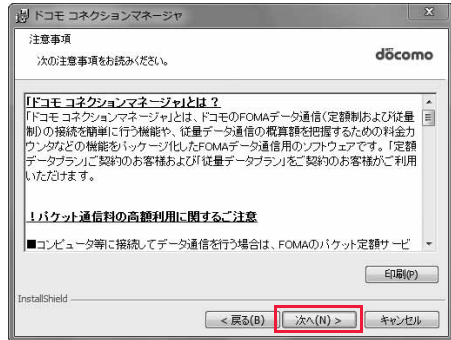 ドコモ コネクションマネージャ
注意事項
次の注意事項をお読みください。
döcomo
「ドコモ コネクションマネージャ」とは？
「ドコモ コネクションマネージャ」とは、ドコモのFOMAデータ通信(定額制および従量
制)の接続を簡単に行う機能や、従量データ通信の概算額を把握するための料金カ
ウンタなどの機能をパッケージ化したFOMAデータ通信用のソフトウェアです。「定額
データプラン」ご契約のお客様および「従量データプラン」をご契約のお客様がご利用
いただけます。
！パケット通信料の高額利用に関するご注意
■コンピュータ等に接続してデータ通信を行う場合は、FOMAのパケット定額サービ
印刷(P)
InstallShield
< 戻る(B)
次へ(N) >
キャンセル